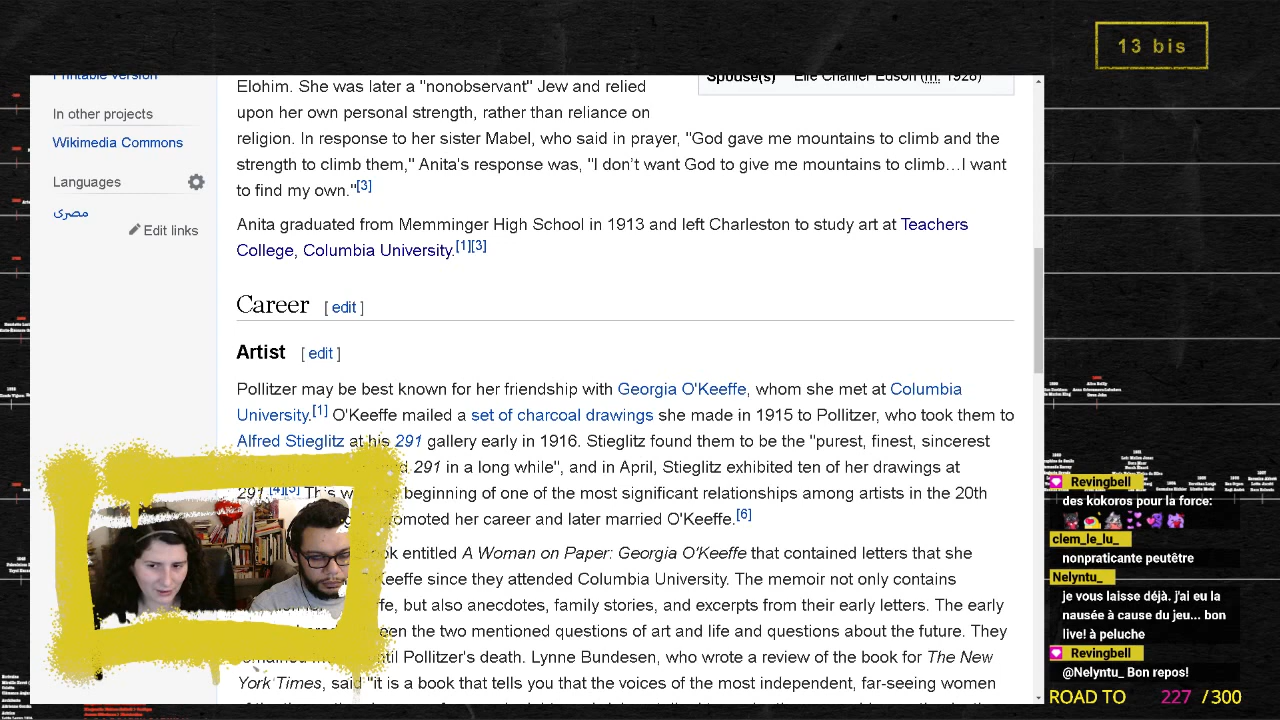 13 bis
Printable version
In other projects
Wikimedia Commons
Languages
مصرى
Edit links
Elohim. She was later a "nonobservant" Jew and relied
upon her own personal strength, rather than reliance on
religion. In response to her sister Mabel, who said in prayer, "God gave me mountains to climb and the
strength to climb them," Anita's response was, "I don't want God to give me mountains to climb…I want
to find my own."[3]
Spouse(s) Elie Charlier Edson (m. 1928)
Anita graduated from Memminger High School in 1913 and left Charleston to study art at Teachers
College, Columbia University.[1][3]
Career [ edit ]
Artist [ edit ]
Pollitzer may be best known for her friendship with Georgia O'Keeffe, whom she met at Columbia
University.[1] O'Keeffe mailed a set of charcoal drawings she made in 1915 to Pollitzer, who took them to
Alfred Stieglitz at his 291 gallery early in 1916. Stieglitz found them to be the "purest, finest, sincerest
291 in a long while", and in April, Stieglitz exhibited ten of her drawings at
291.[4][5] This beginning of one of the most significant relationships among artists in the 20th
promoted her career and later married O'Keeffe.[6]
entitled A Woman on Paper: Georgia O'Keeffe that contained letters that she
since they attended Columbia University. The memoir not only contains
but also anecdotes, family stories, and excerpts from their early letters. The early
the two mentioned questions of art and life and questions about the future. They
Pollitzer's death. Lynne Bundesen, who wrote a review of the book for The New
York Times, said "it is a book that tells you that the voices of the most independent, far-seeing women
Revingbell
des kokoros pour la force:
clem_le_lu_
nonpraticante peutêtre
Nelyntu_
je vous laisse déjà. j'ai eu la
nausée à cause du jeu... bon
live! à peluche
Revingbell
@Nelyntu_ Bon repos!
ROAD TO 227 / 300